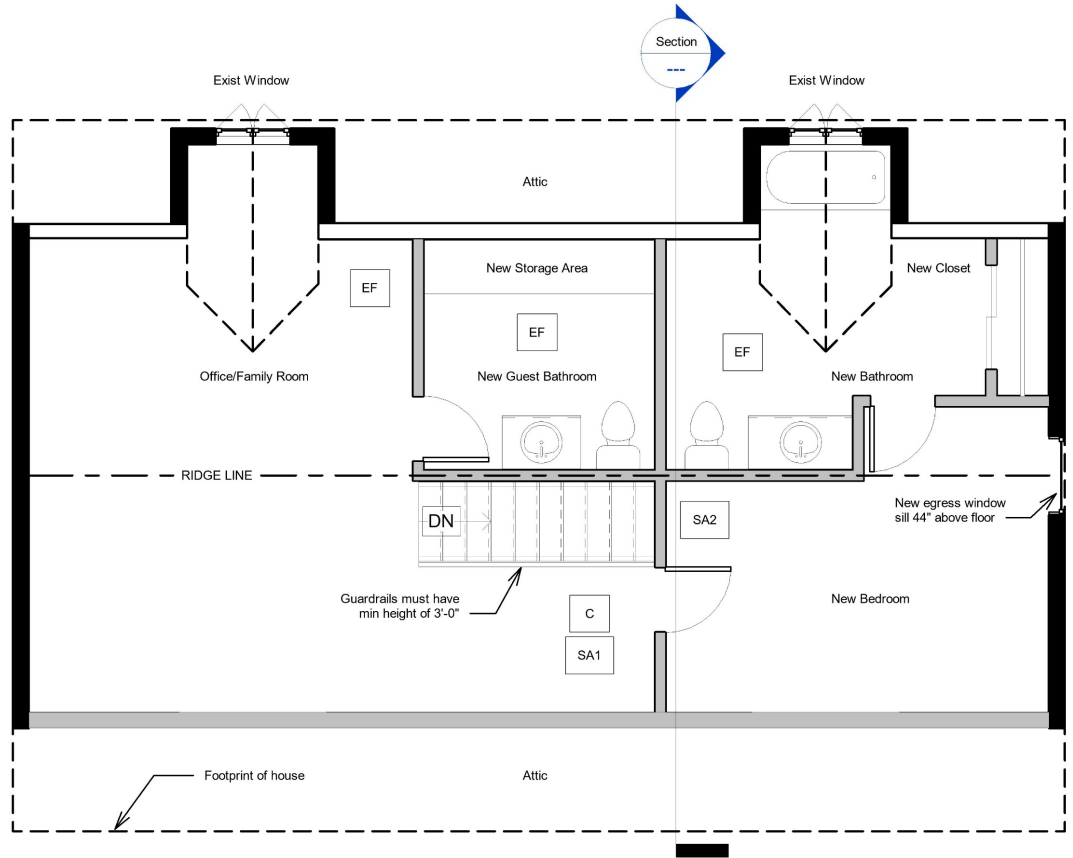 Section
---
Exist Window
Exist Window
Attic
New Storage Area
New Closet
EF
EF
EF
Office/Family Room
New Guest Bathroom
New Bathroom
RIDGE LINE
New egress window
sill 44" above floor
DN
SA2
Guardrails must have
min height of 3'-0"
C
New Bedroom
SA1
Footprint of house
Attic